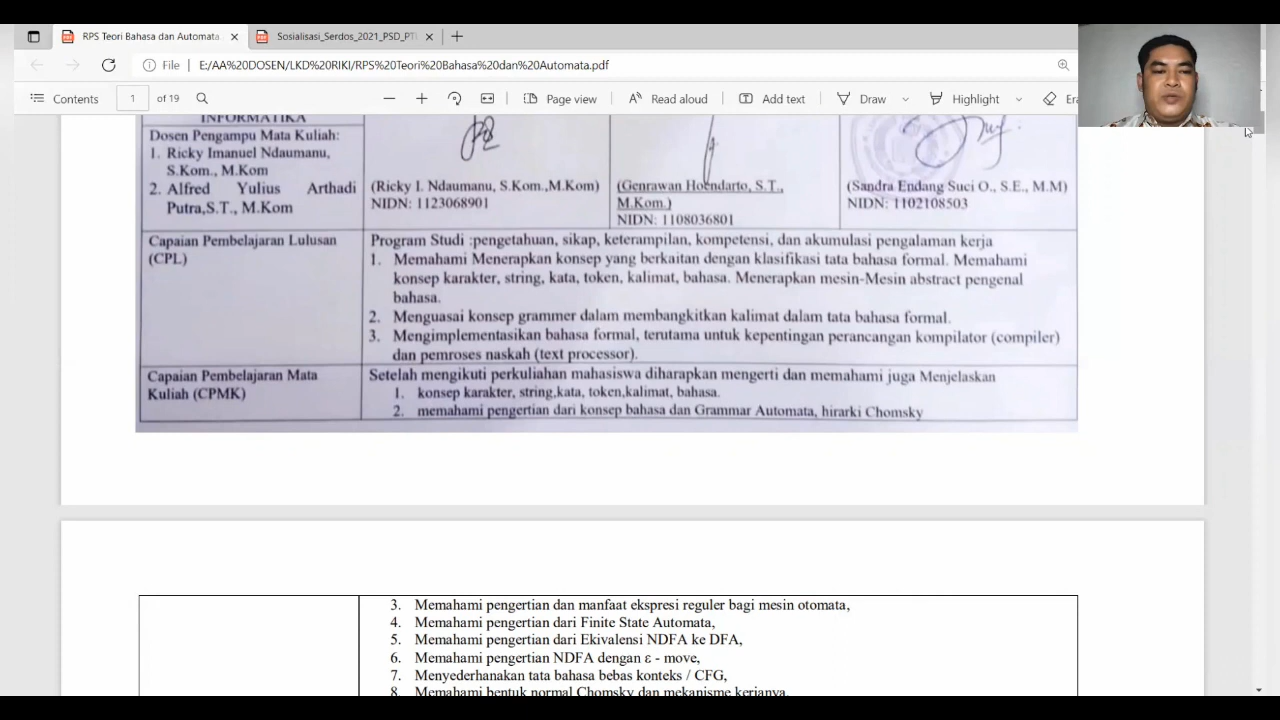 RPS Teori Bahasa dan Automata
Sosialisasi_Serdos_2021_PSD_PT
File
E:/AA%20DOSEN/LKD%20RIKI/RPS%20Teori%20Bahasa%20dan%20Automata.pdf
Contents
1
of 19
Page view
Read aloud
Add text
Draw
Highlight
Era
INFORMATIKA
Dosen Pengampu Mata Kuliah:
1. Ricky Imanuel Ndaumanu,
S.Kom., M.Kom
2. Alfred Yulius Arthadi
Putra,S.T., M.Kom
(Ricky I. Ndaumanu, S.Kom.,M.Kom)
NIDN: 1123068901
(Genrawan Hoendarto, S.T.,
M.Kom.)
NIDN: 1108036801
(Sandra Endang Suci O., S.E., M.M)
NIDN: 1102108503
Capaian Pembelajaran Lulusan
(CPL)
Program Studi :pengetahuan, sikap, keterampilan, kompetensi, dan akumulasi pengalaman kerja
1. Memahami Menerapkan konsep yang berkaitan dengan klasifikasi tata bahasa formal. Memahami
konsep karakter, string, kata, token, kalimat, bahasa. Menerapkan mesin-Mesin abstract pengenal
bahasa.
2. Menguasai konsep grammer dalam membangkitkan kalimat dalam tata bahasa formal.
3. Mengimplementasikan bahasa formal, terutama untuk kepentingan perancangan kompilator (compiler)
dan pemroses naskah (text processor).
Capaian Pembelajaran Mata
Kuliah (CPMK)
Setelah mengikuti perkuliahan mahasiswa diharapkan mengerti dan memahami juga Menjelaskan
1. konsep karakter, string,kata, token,kalimat, bahasa.
2. memahami pengertian dari konsep bahasa dan Grammar Automata, hirarki Chomsky
3. Memahami pengertian dan manfaat ekspresi reguler bagi mesin otomata,
4. Memahami pengertian dari Finite State Automata,
5. Memahami pengertian dari Ekivalensi NDFA ke DFA,
6. Memahami pengertian NDFA dengan ε - move,
7. Menyederhanakan tata bahasa bebas konteks / CFG,
8. Memahami bentuk normal Chomsky dan mekanisme kerjanya,